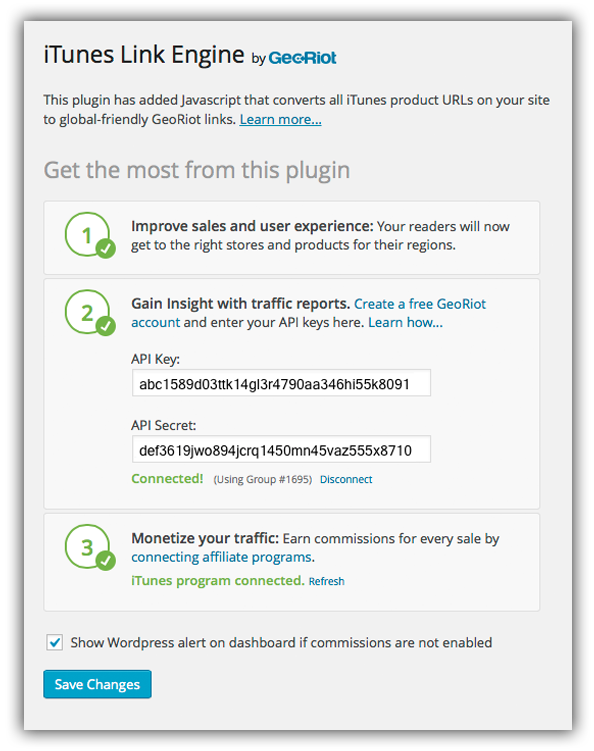 iTunes Link Engine by GeoRiot
This plugin has added Javascript that converts all iTunes product URLs on your site
to global-friendly GeoRiot links. Learn more...
Get the most from this plugin
1
Improve sales and user experience: Your readers will now
get to the right stores and products for their regions.
2
Gain Insight with traffic reports. Create a free GeoRiot
account and enter your API keys here. Learn how...
API Key:
abc1589d03ttk14gl3r4790aa346hi55k8091
API Secret:
def3619jwo894jcrq1450mn45vaz555x8710
Connected! (Using Group #1695) Disconnect
3
Monetize your traffic: Earn commissions for every sale by
connecting affiliate programs.
iTunes program connected. Refresh
Show Wordpress alert on dashboard if commissions are not enabled
Save Changes